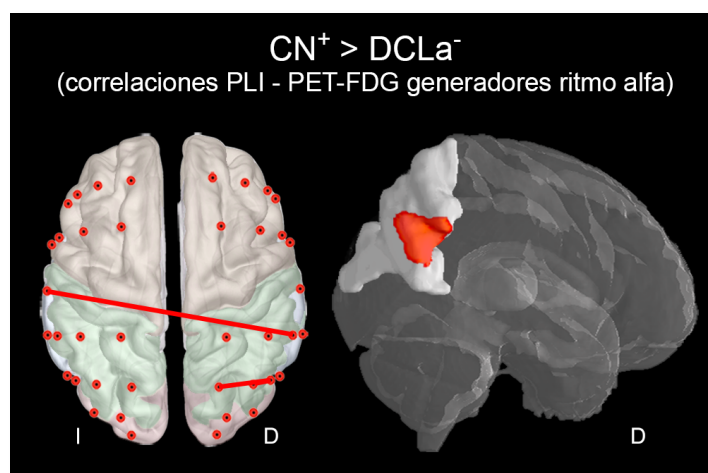 CN⁺ > DCLa⁻
(correlaciones PLI - PET-FDG generadores ritmo alfa)
I
D
D